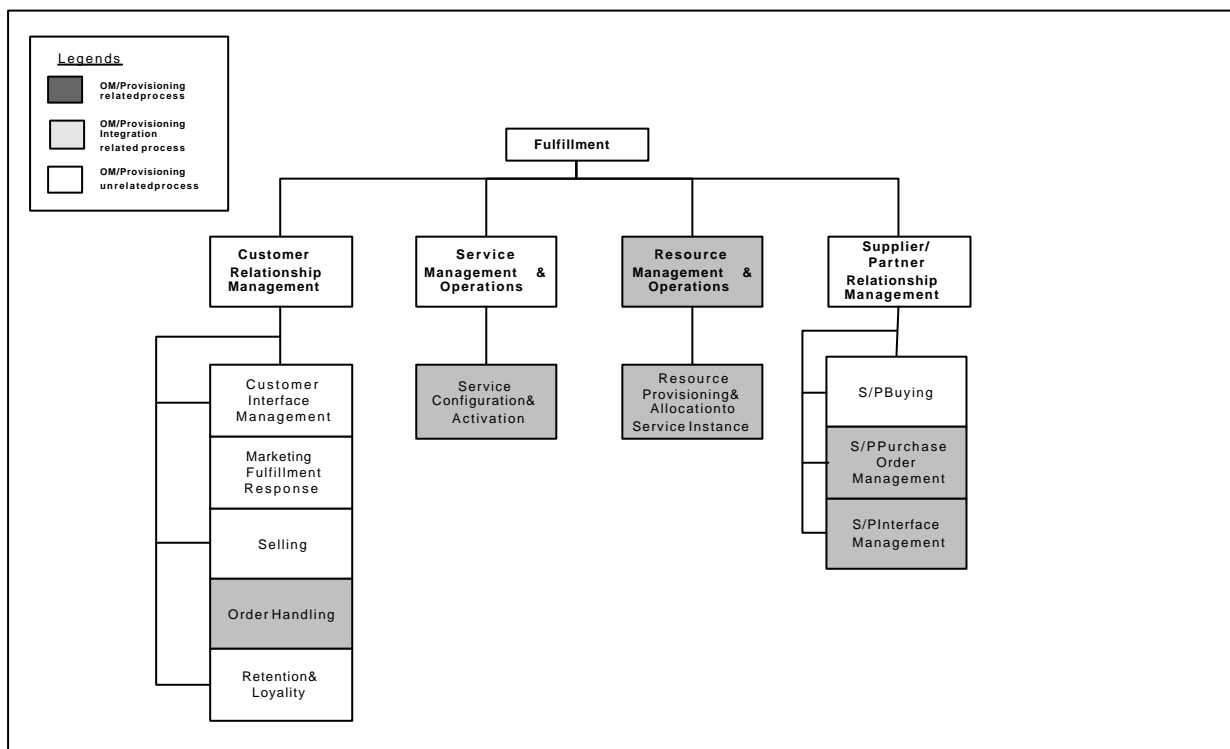 Legends
OM/Provisioning
relatedprocess
OM/Provisioning
Integration
related process
OM/Provisioning
unrelatedprocess
Fulfillment
Customer
Relationship
Management
Service
Management &
Operations
Resource
Management &
Operations
Supplier/
Partner
Relationship
Management
Customer
Interface
Management
Marketing
Fulfillment
Response
Selling
Order Handling
Retention&
Loyality
Service
Configuration&
Activation
Resource
Provisioning&
Allocationto
Service Instance
S/PBuying
S/PPurchase
Order
Management
S/PInterface
Management